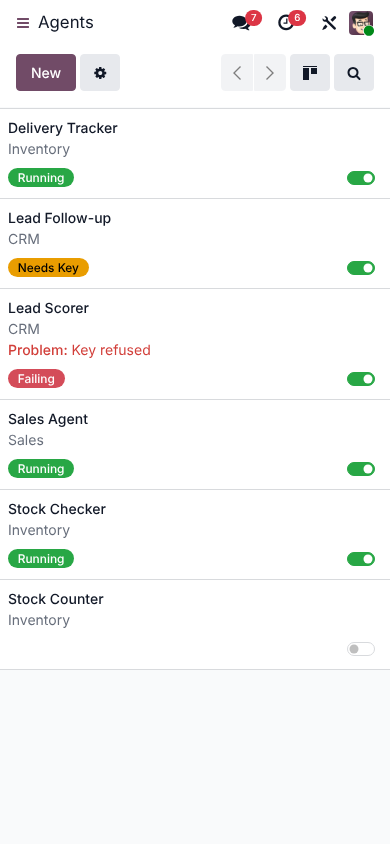 Agents
7
6
New
Delivery Tracker
Inventory
Running
Lead Follow-up
CRM
Needs Key
Lead Scorer
CRM
Problem: Key refused
Failing
Sales Agent
Sales
Running
Stock Checker
Inventory
Running
Stock Counter
Inventory